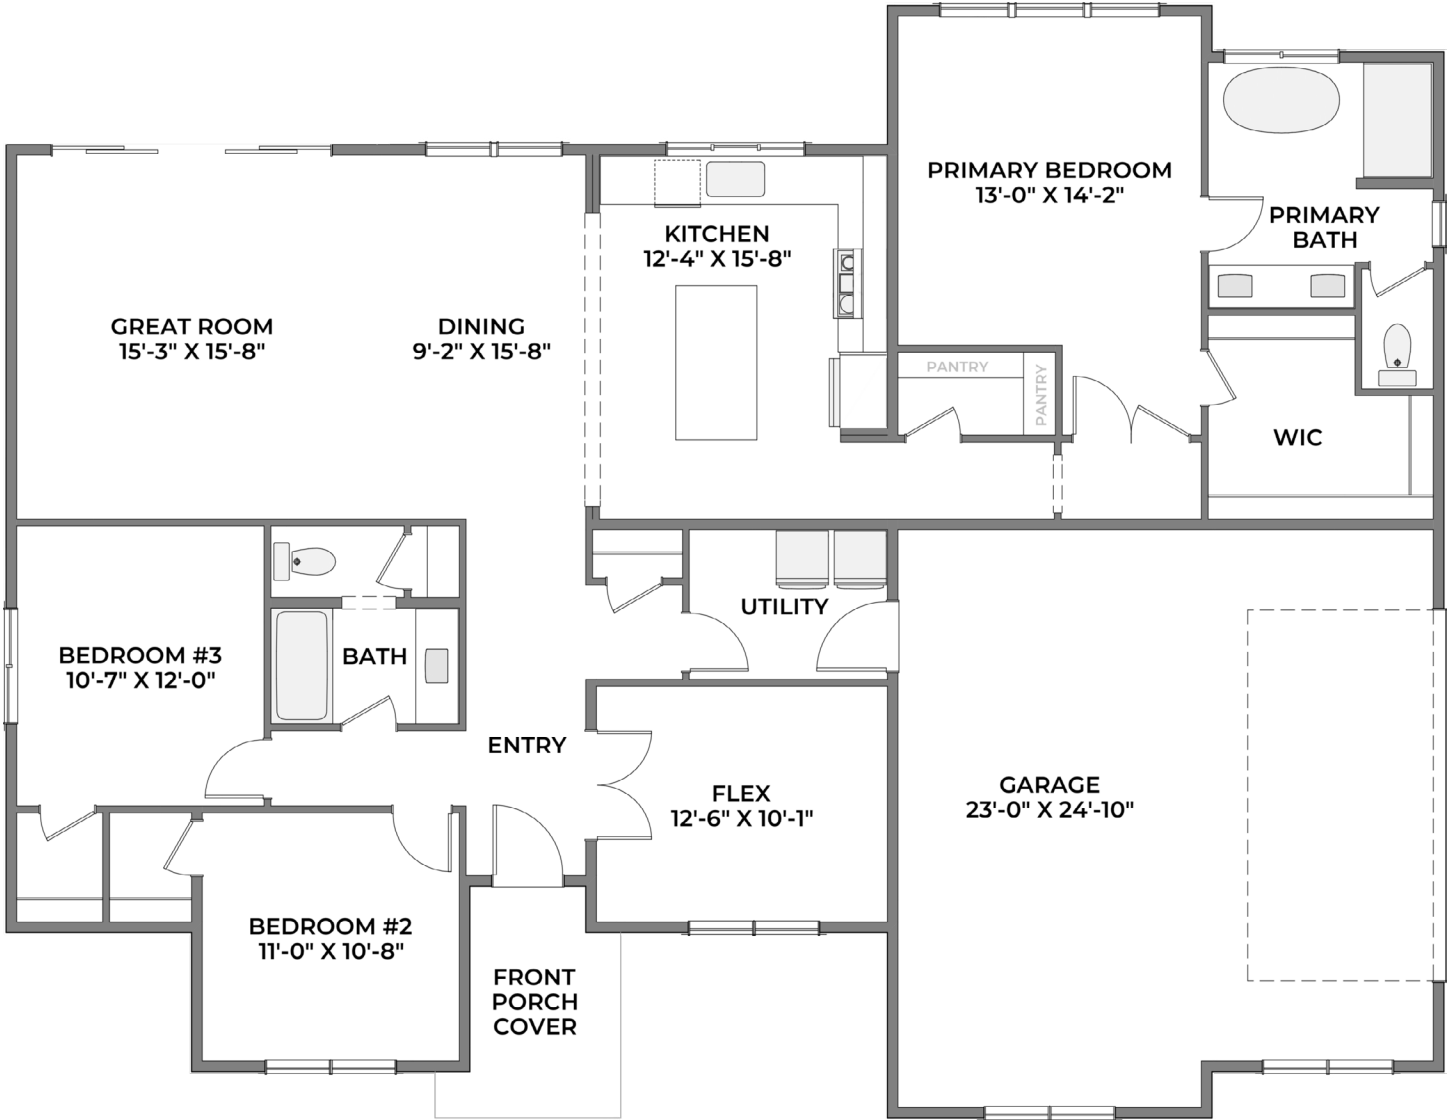 PRIMARY BEDROOM
13'-0" X 14'-2"
PRIMARY
BATH
KITCHEN
12'-4" X 15'-8"
GREAT ROOM
15'-3" X 15'-8"
DINING
9'-2" X 15'-8"
PANTRY
PANTRY
WIC
UTILITY
BEDROOM #3
10'-7" X 12'-0"
BATH
ENTRY
FLEX
12'-6" X 10'-1"
GARAGE
23'-0" X 24'-10"
BEDROOM #2
11'-0" X 10'-8"
FRONT
PORCH
COVER